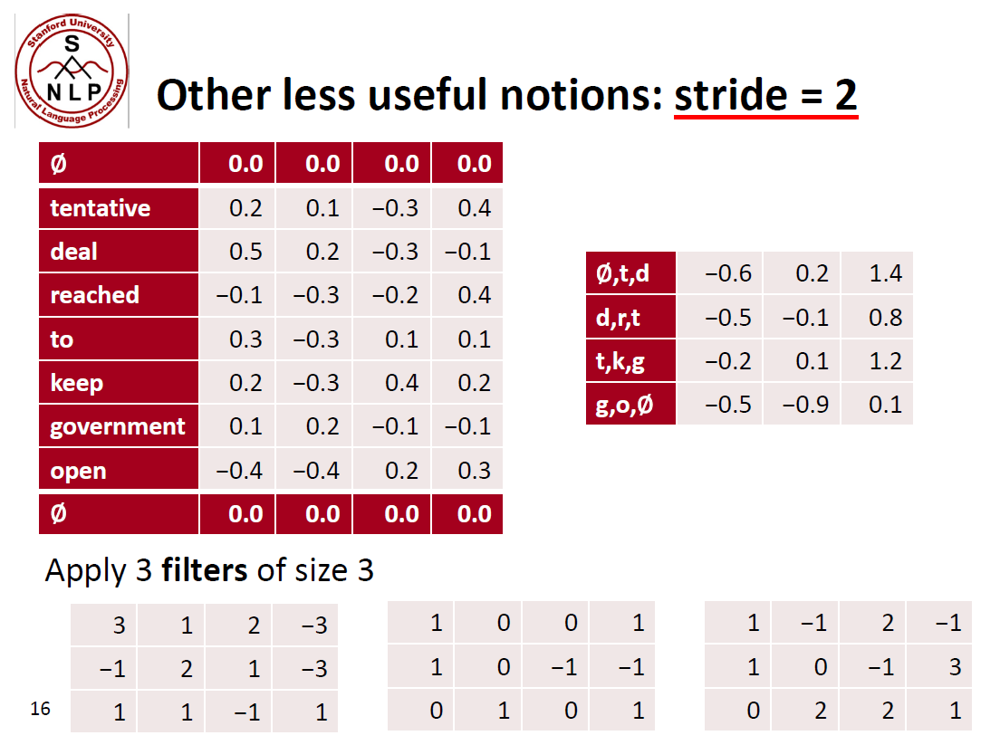 Stanford University
S
NLP
Natural Language Processing
Other less useful notions: stride = 2
Ø 0.0 0.0 0.0 0.0
tentative 0.2 0.1 −0.3 0.4
deal 0.5 0.2 −0.3 −0.1
reached −0.1 −0.3 −0.2 0.4
to 0.3 −0.3 0.1 0.1
keep 0.2 −0.3 0.4 0.2
government 0.1 0.2 −0.1 −0.1
open −0.4 −0.4 0.2 0.3
Ø 0.0 0.0 0.0 0.0
Ø,t,d −0.6 0.2 1.4
d,r,t −0.5 −0.1 0.8
t,k,g −0.2 0.1 1.2
g,o,Ø −0.5 −0.9 0.1
Apply 3 filters of size 3
3 1 2 −3
−1 2 1 −3
1 1 −1 1
1 0 0 1
1 0 −1 −1
0 1 0 1
1 −1 2 −1
1 0 −1 3
0 2 2 1
16